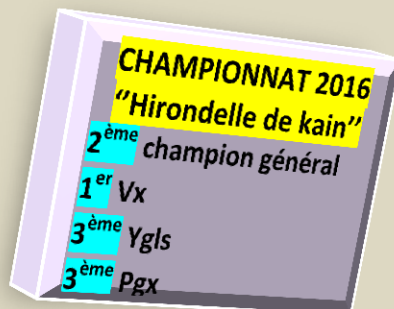 CHAMPIONNAT 2016
‘’Hirondelle de kain’’
2ème champion général
1er Vx
3ème Ygls
3ème Pgx